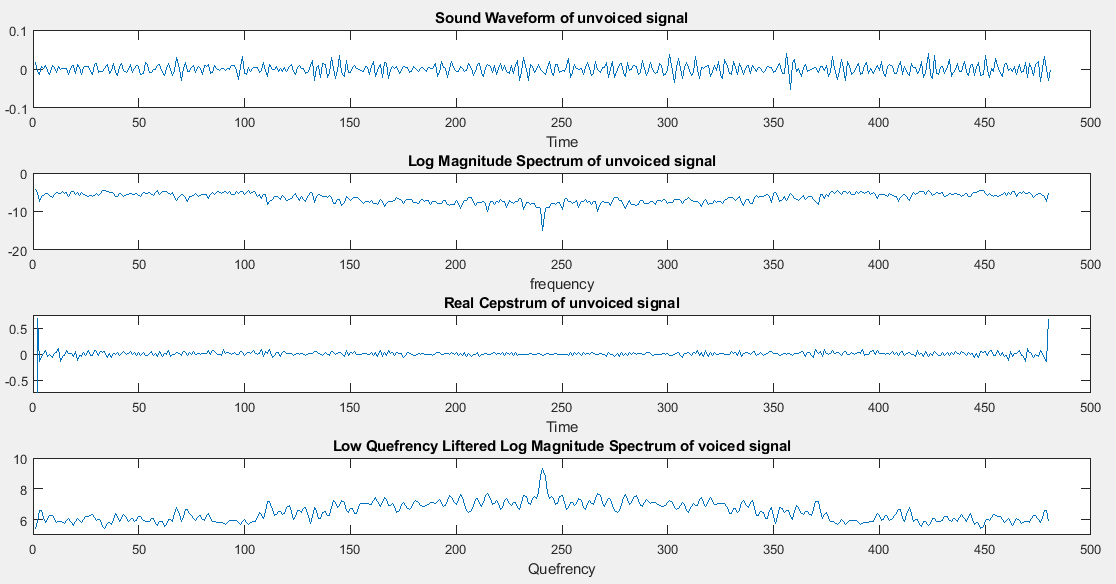 Sound Waveform of unvoiced signal
0.1
0
-0.1
0 50 100 150 200 250 300 350 400 450 500
Time
Log Magnitude Spectrum of unvoiced signal
0
-10
-20
0 50 100 150 200 250 300 350 400 450 500
frequency
Real Cepstrum of unvoiced signal
0.5
0
-0.5
0 50 100 150 200 250 300 350 400 450 500
Time
Low Quefrency Liftered Log Magnitude Spectrum of voiced signal
10
8
6
0 50 100 150 200 250 300 350 400 450 500
Quefrency